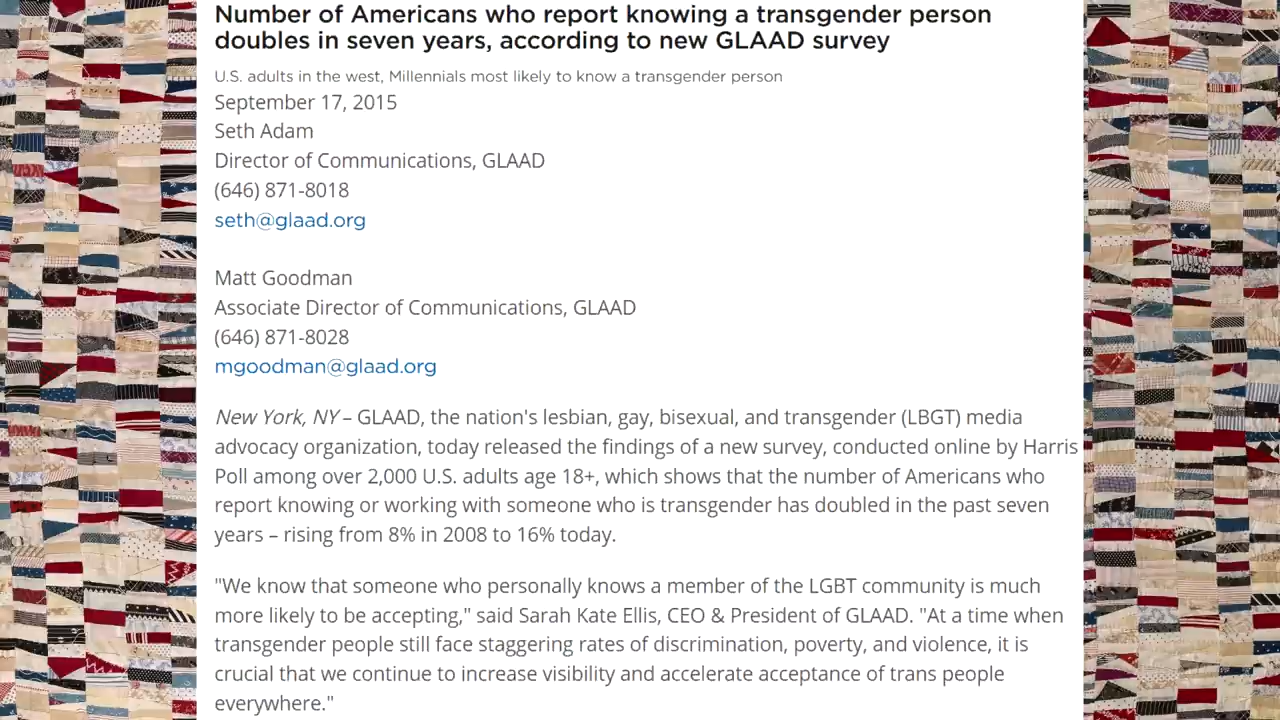 Number of Americans who report knowing a transgender person
doubles in seven years, according to new GLAAD survey
U.S. adults in the west, Millennials most likely to know a transgender person
September 17, 2015
Seth Adam
Director of Communications, GLAAD
(646) 871-8018
seth@glaad.org
Matt Goodman
Associate Director of Communications, GLAAD
(646) 871-8028
mgoodman@glaad.org
New York, NY – GLAAD, the nation's lesbian, gay, bisexual, and transgender (LBGT) media
advocacy organization, today released the findings of a new survey, conducted online by Harris
Poll among over 2,000 U.S. adults age 18+, which shows that the number of Americans who
report knowing or working with someone who is transgender has doubled in the past seven
years – rising from 8% in 2008 to 16% today.
"We know that someone who personally knows a member of the LGBT community is much
more likely to be accepting," said Sarah Kate Ellis, CEO & President of GLAAD. "At a time when
transgender people still face staggering rates of discrimination, poverty, and violence, it is
crucial that we continue to increase visibility and accelerate acceptance of trans people
everywhere."